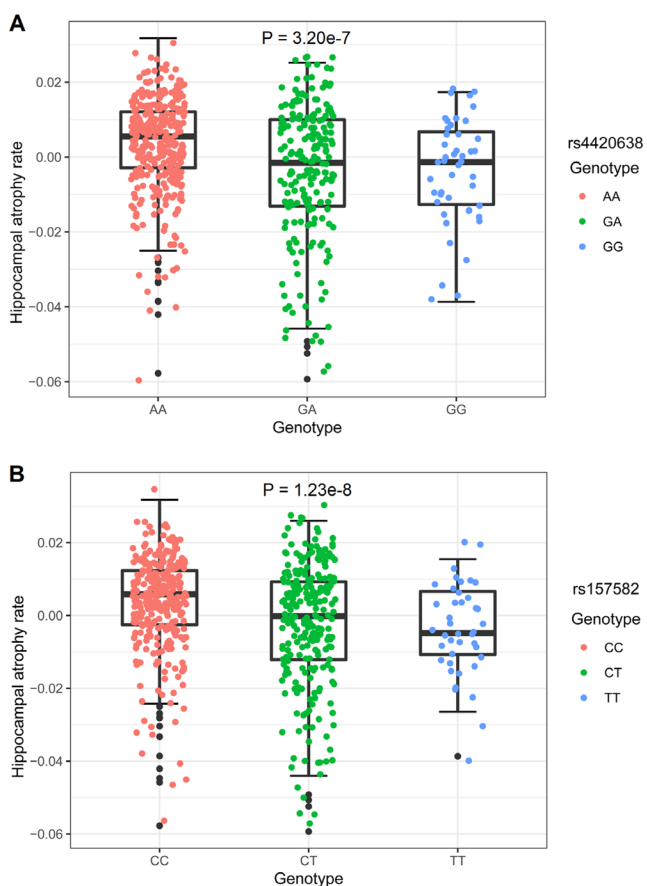 A
P = 3.20e-7
0.02
0.00
−0.02
−0.04
−0.06
Hippocampal atrophy rate
AA
GA
GG
Genotype
rs4420638
Genotype
AA
GA
GG
B
P = 1.23e-8
0.02
0.00
−0.02
−0.04
−0.06
Hippocampal atrophy rate
CC
CT
TT
Genotype
rs157582
Genotype
CC
CT
TT